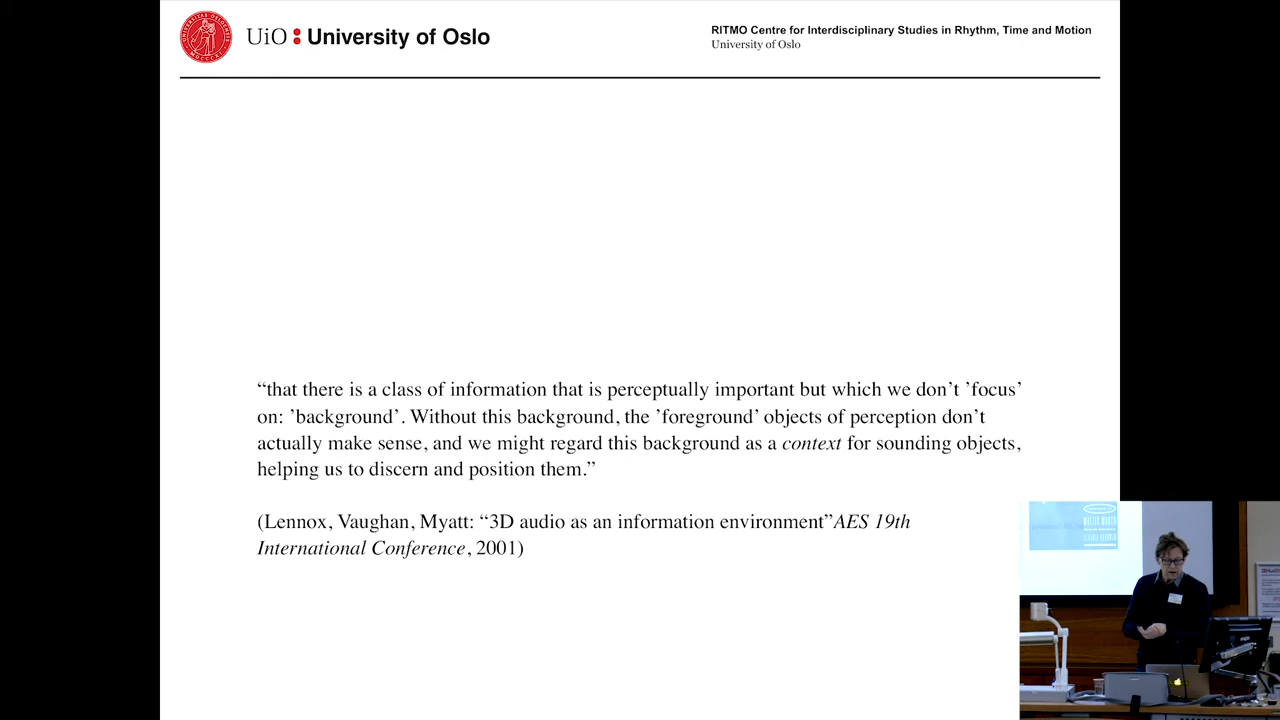 UiO : University of Oslo
RITMO Centre for Interdisciplinary Studies in Rhythm, Time and Motion
University of Oslo
“that there is a class of information that is perceptually important but which we don’t ’focus’
on: ’background’. Without this background, the ’foreground’ objects of perception don’t
actually make sense, and we might regard this background as a context for sounding objects,
helping us to discern and position them.”
(Lennox, Vaughan, Myatt: “3D audio as an information environment”AES 19th
International Conference, 2001)